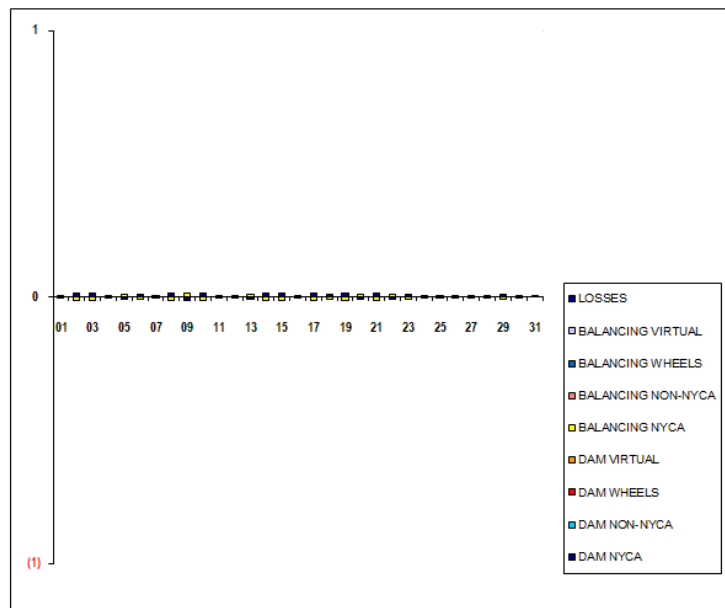 1
0
01 03 05 07 09 11 13 15 17 19 21 23 25 27 29 31
(1)
LOSSES
BALANCING VIRTUAL
BALANCING WHEELS
BALANCING NON-NYCA
BALANCING NYCA
DAM VIRTUAL
DAM WHEELS
DAM NON-NYCA
DAM NYCA